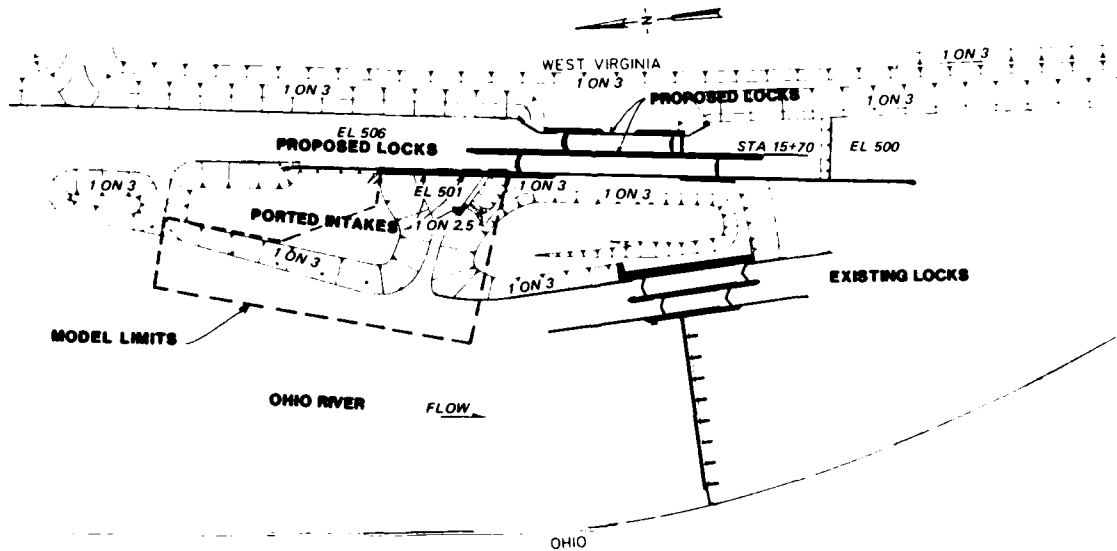 N
WEST VIRGINIA
1 ON 3
1 ON 3
1 ON 3
1 ON 3
PROPOSED LOCKS
EL 506
PROPOSED LOCKS
STA 15+70
EL 500
1 ON 3
EL 501
1 ON 3
1 ON 3
PORTED INTAKES
1 ON 2.5
1 ON 3
1 ON 3
EXISTING LOCKS
MODEL LIMITS
OHIO RIVER
FLOW
OHIO